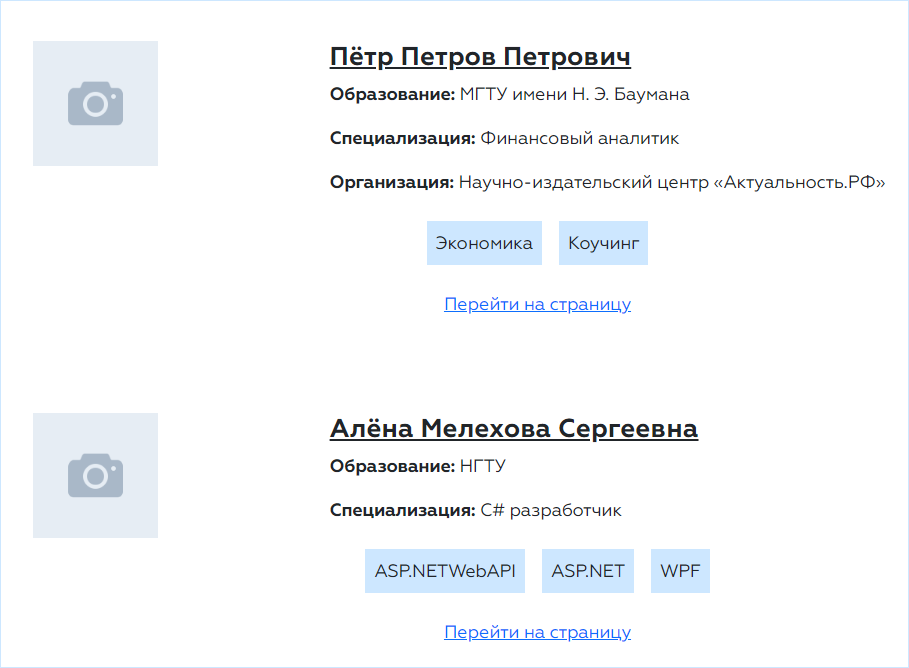 Пётр Петров Петрович
Образование: МГТУ имени Н. Э. Баумана
Специализация: Финансовый аналитик
Организация: Научно-издательский центр «Актуальность.РФ»
Экономика Коучинг
Перейти на страницу
Алёна Мелехова Сергеевна
Образование: НГТУ
Специализация: C# разработчик
ASP.NETWebAPI ASP.NET WPF
Перейти на страницу